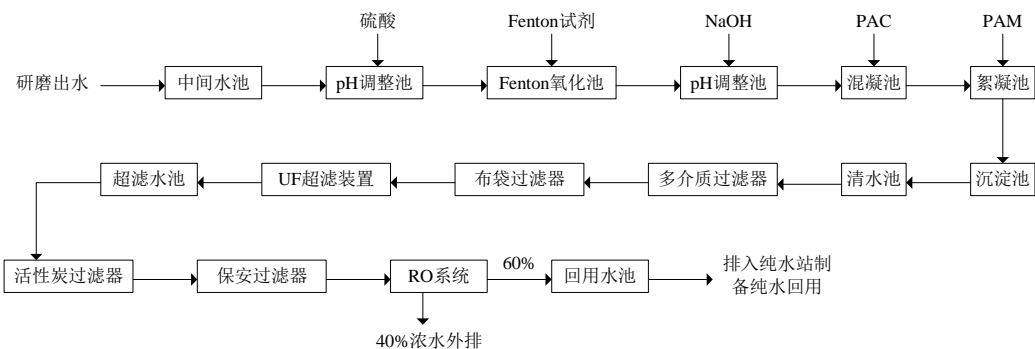 硫酸
Fenton试剂
NaOH
PAC
PAM
研磨出水
中间水池
pH调整池
Fenton氧化池
pH调整池
混凝池
絮凝池
超滤水池
UF超滤装置
布袋过滤器
多介质过滤器
清水池
沉淀池
活性炭过滤器
保安过滤器
RO系统
60%
回用水池
排入纯水站制
备纯水回用
40%浓水外排